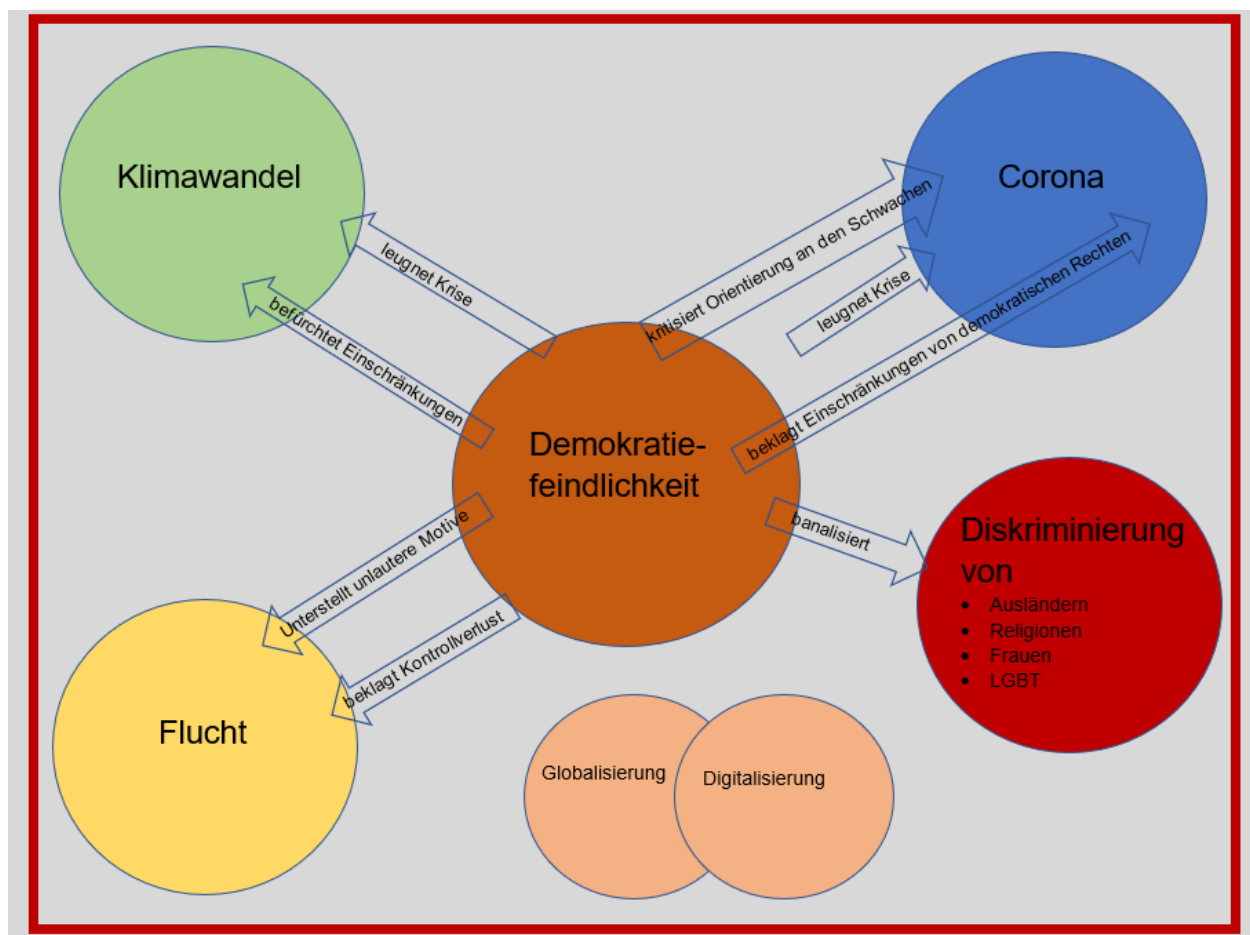 Klimawandel
Corona
leugnet Krise
befürchtet Einschränkungen
kritisiert Orientierung an den Schwachen
leugnet Krise
beklagt Einschränkungen von demokratischen Rechten
Demokratie-
feindlichkeit
banalisiert
Unterstellt unlautere Motive
beklagt Kontrollverlust
Diskriminierung
von
• Ausländern
• Religionen
• Frauen
• LGBT
Flucht
Globalisierung
Digitalisierung